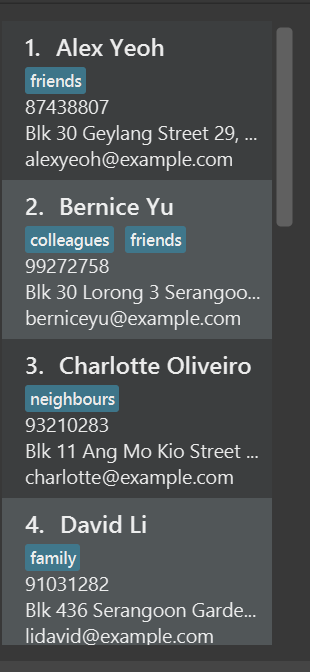 1. Alex Yeoh
friends
87438807
Blk 30 Geylang Street 29, ...
alexyeoh@example.com
2. Bernice Yu
colleagues friends
99272758
Blk 30 Lorong 3 Serangoo...
berniceyu@example.com
3. Charlotte Oliveiro
neighbours
93210283
Blk 11 Ang Mo Kio Street ...
charlotte@example.com
4. David Li
family
91031282
Blk 436 Serangoon Garde...
lidavid@example.com